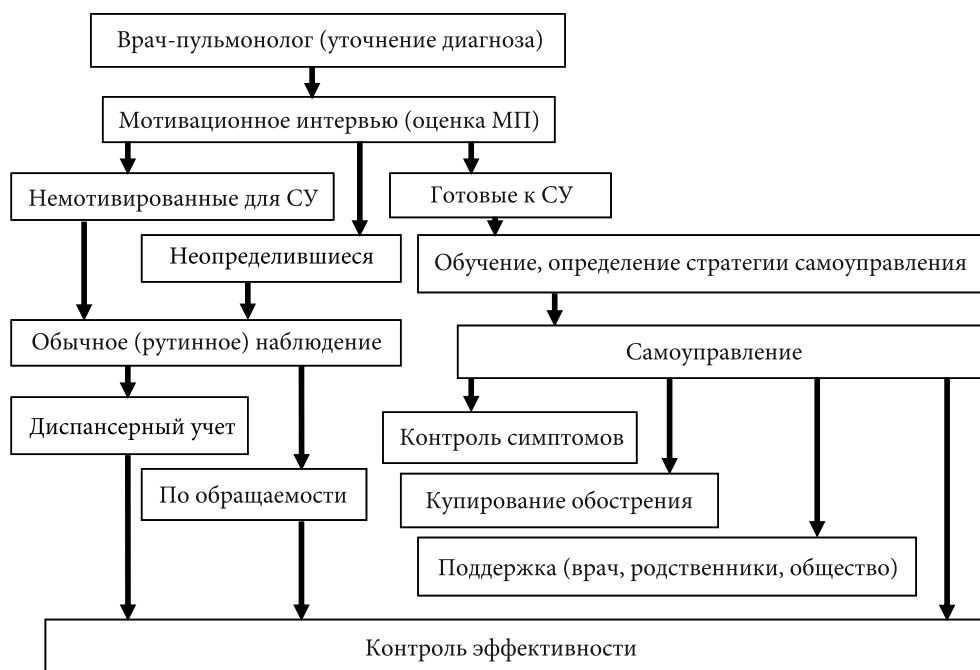 Врач-пульмонолог (уточнение диагноза)
Мотивационное интервью (оценка МП)
Немотивированные для СУ
Готовые к СУ
Неопределившиеся
Обучение, определение стратегии самоуправления
Обычное (рутинное) наблюдение
Самоуправление
Диспансерный учет
Контроль симптомов
По обращаемости
Купирование обострения
Поддержка (врач, родственники, общество)
Контроль эффективности